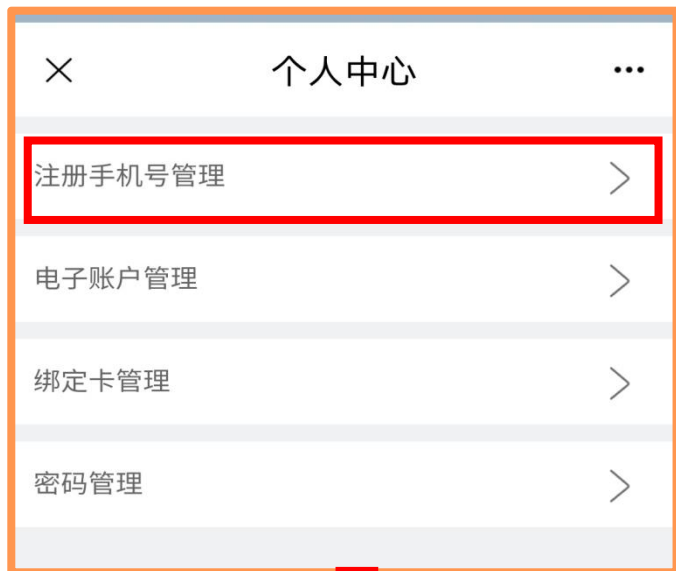 个人中心
注册手机号管理
电子账户管理
绑定卡管理
密码管理